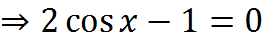 ⇒ 2 cos x − 1 = 0